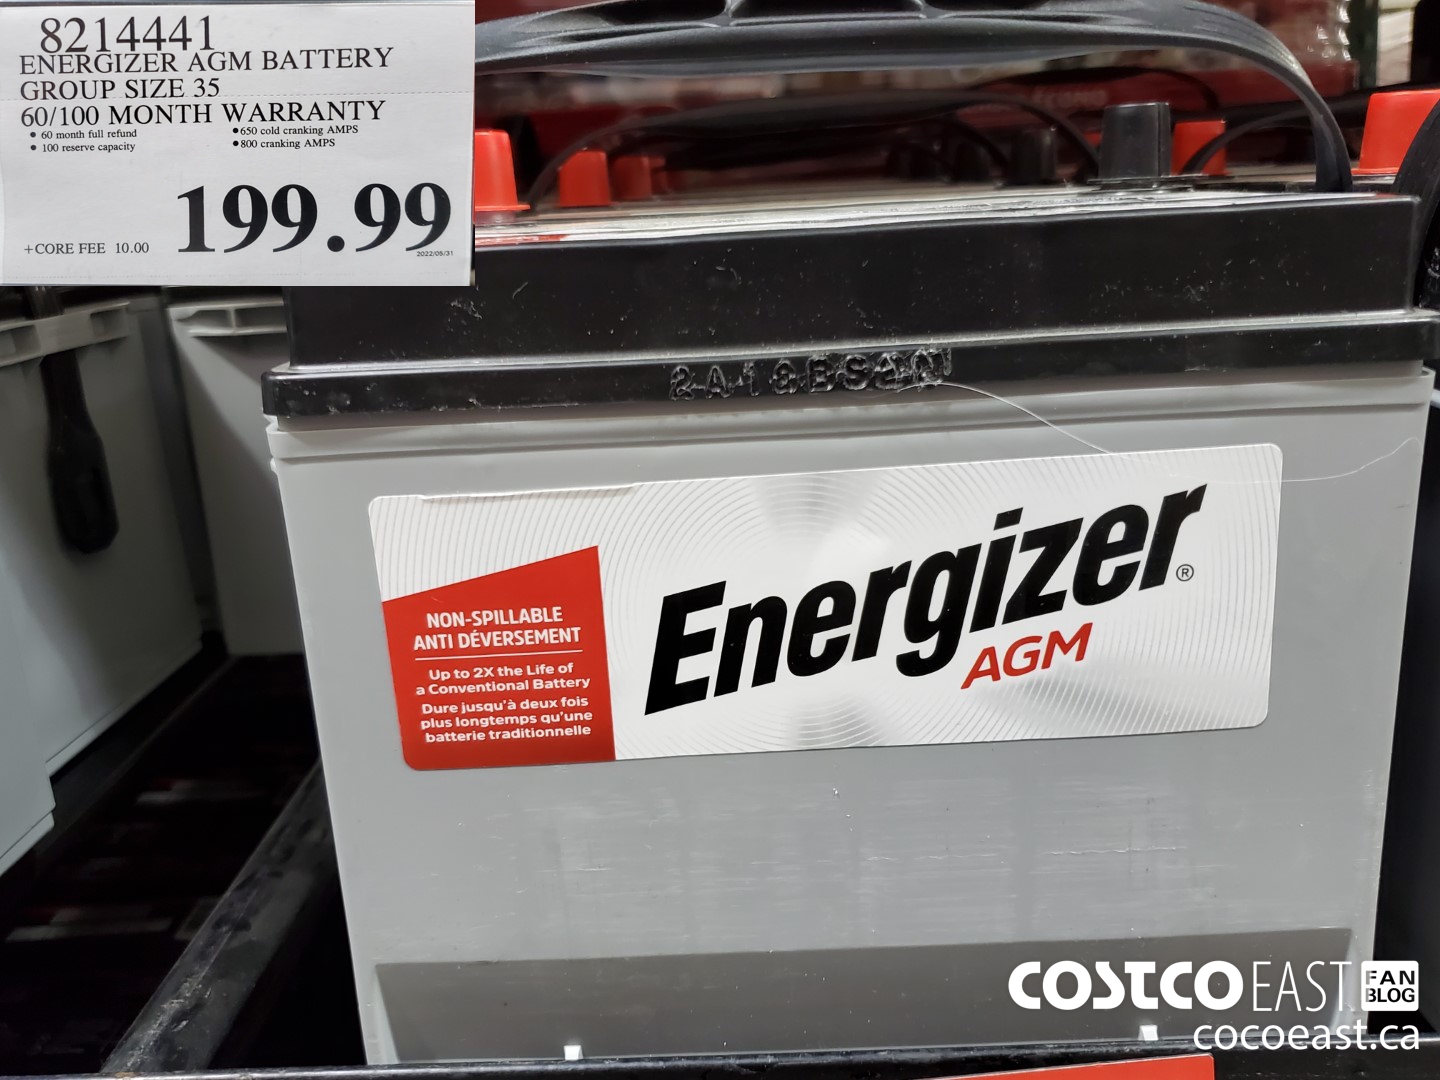 8214441
ENERGIZER AGM BATTERY
GROUP SIZE 35
60/100 MONTH WARRANTY
• 60 month full refund
• 100 reserve capacity
• 650 cold cranking AMPS
• 800 cranking AMPS
199.99
+CORE FEE 10.00
2022/05/31
NON-SPILLABLE
ANTI DÉVERSEMENT
Up to 2X the Life of
a Conventional Battery
Dure jusqu'à deux fois
plus longtemps qu'une
batterie traditionnelle
Energizer®
AGM
COSTCO EAST FAN BLOG
cocoeast.ca